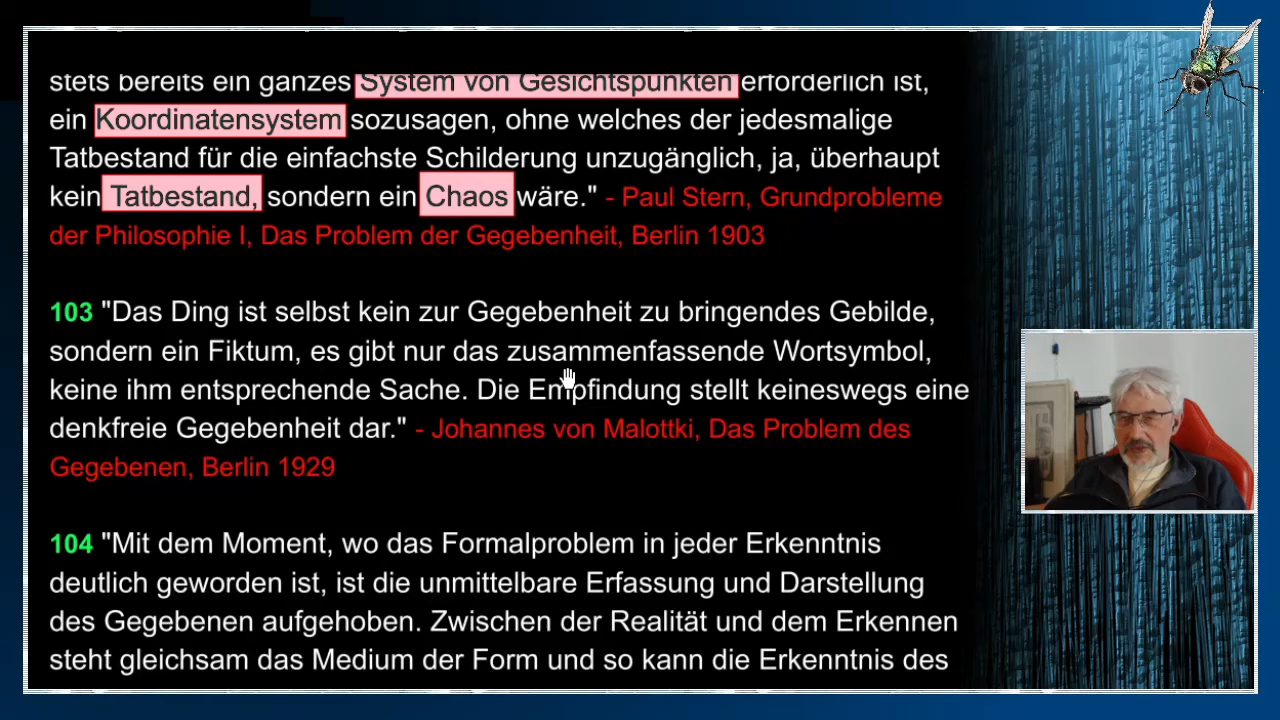 stets bereits ein ganzes System von Gesichtspunkten erforderlich ist,
ein Koordinatensystem sozusagen, ohne welches der jedesmalige
Tatbestand für die einfachste Schilderung unzugänglich, ja, überhaupt
kein Tatbestand, sondern ein Chaos wäre." - Paul Stern, Grundprobleme
der Philosophie I, Das Problem der Gegebenheit, Berlin 1903
103 "Das Ding ist selbst kein zur Gegebenheit zu bringendes Gebilde,
sondern ein Fiktum, es gibt nur das zusammenfassende Wortsymbol,
keine ihm entsprechende Sache. Die Empfindung stellt keineswegs eine
denkfreie Gegebenheit dar." - Johannes von Malottki, Das Problem des
Gegebenen, Berlin 1929
104 "Mit dem Moment, wo das Formalproblem in jeder Erkenntnis
deutlich geworden ist, ist die unmittelbare Erfassung und Darstellung
des Gegebenen aufgehoben. Zwischen der Realität und dem Erkennen
steht gleichsam das Medium der Form und so kann die Erkenntnis des